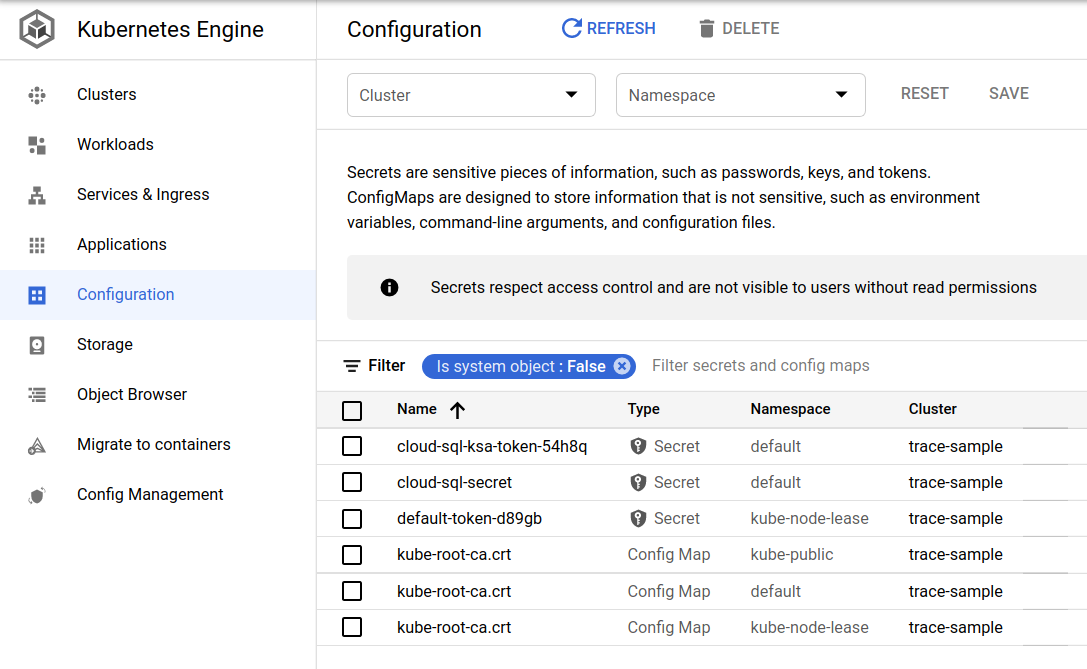 Kubernetes Engine
Clusters
Workloads
Services & Ingress
Applications
Configuration
Storage
Object Browser
Migrate to containers
Config Management
Configuration REFRESH DELETE
Cluster Namespace RESET SAVE
Secrets are sensitive pieces of information, such as passwords, keys, and tokens.
ConfigMaps are designed to store information that is not sensitive, such as environment
variables, command-line arguments, and configuration files.
Secrets respect access control and are not visible to users without read permissions
Filter Is system object : False Filter secrets and config maps
Name Type Namespace Cluster
cloud-sql-ksa-token-54h8q Secret default trace-sample
cloud-sql-secret Secret default trace-sample
default-token-d89gb Secret kube-node-lease trace-sample
kube-root-ca.crt Config Map kube-public trace-sample
kube-root-ca.crt Config Map default trace-sample
kube-root-ca.crt Config Map kube-node-lease trace-sample